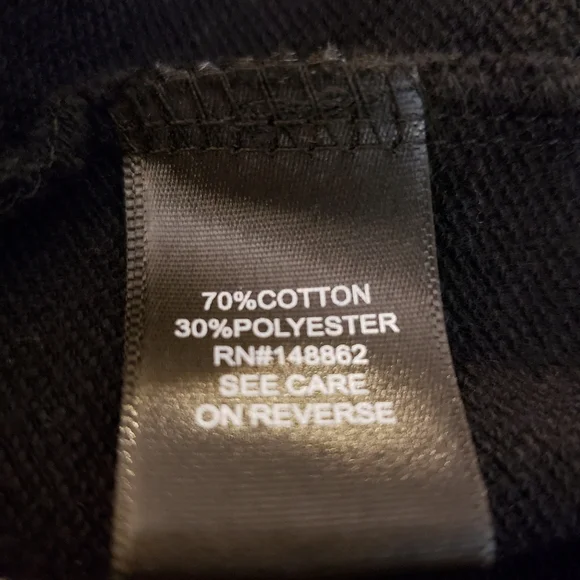 70%COTTON
30%POLYESTER
RN#148862
SEE CARE
ON REVERSE